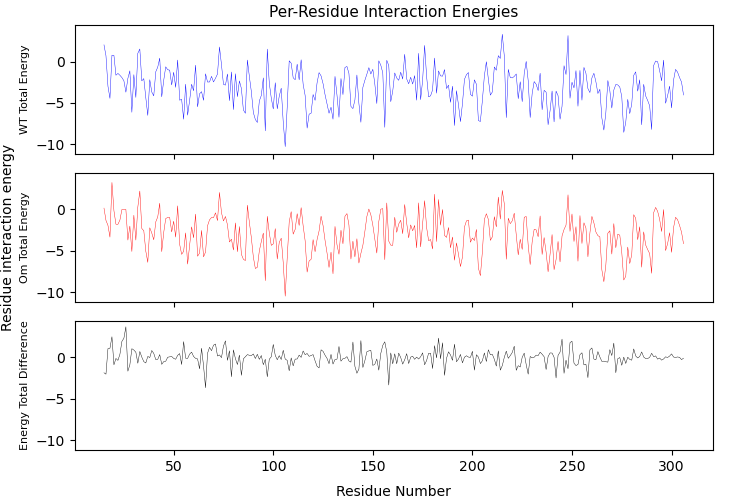 Per-Residue Interaction Energies
Residue interaction energy
WT Total Energy
0
−5
−10
Om Total Energy
0
−5
−10
Energy Total Difference
0
−5
−10
50 100 150 200 250 300
Residue Number